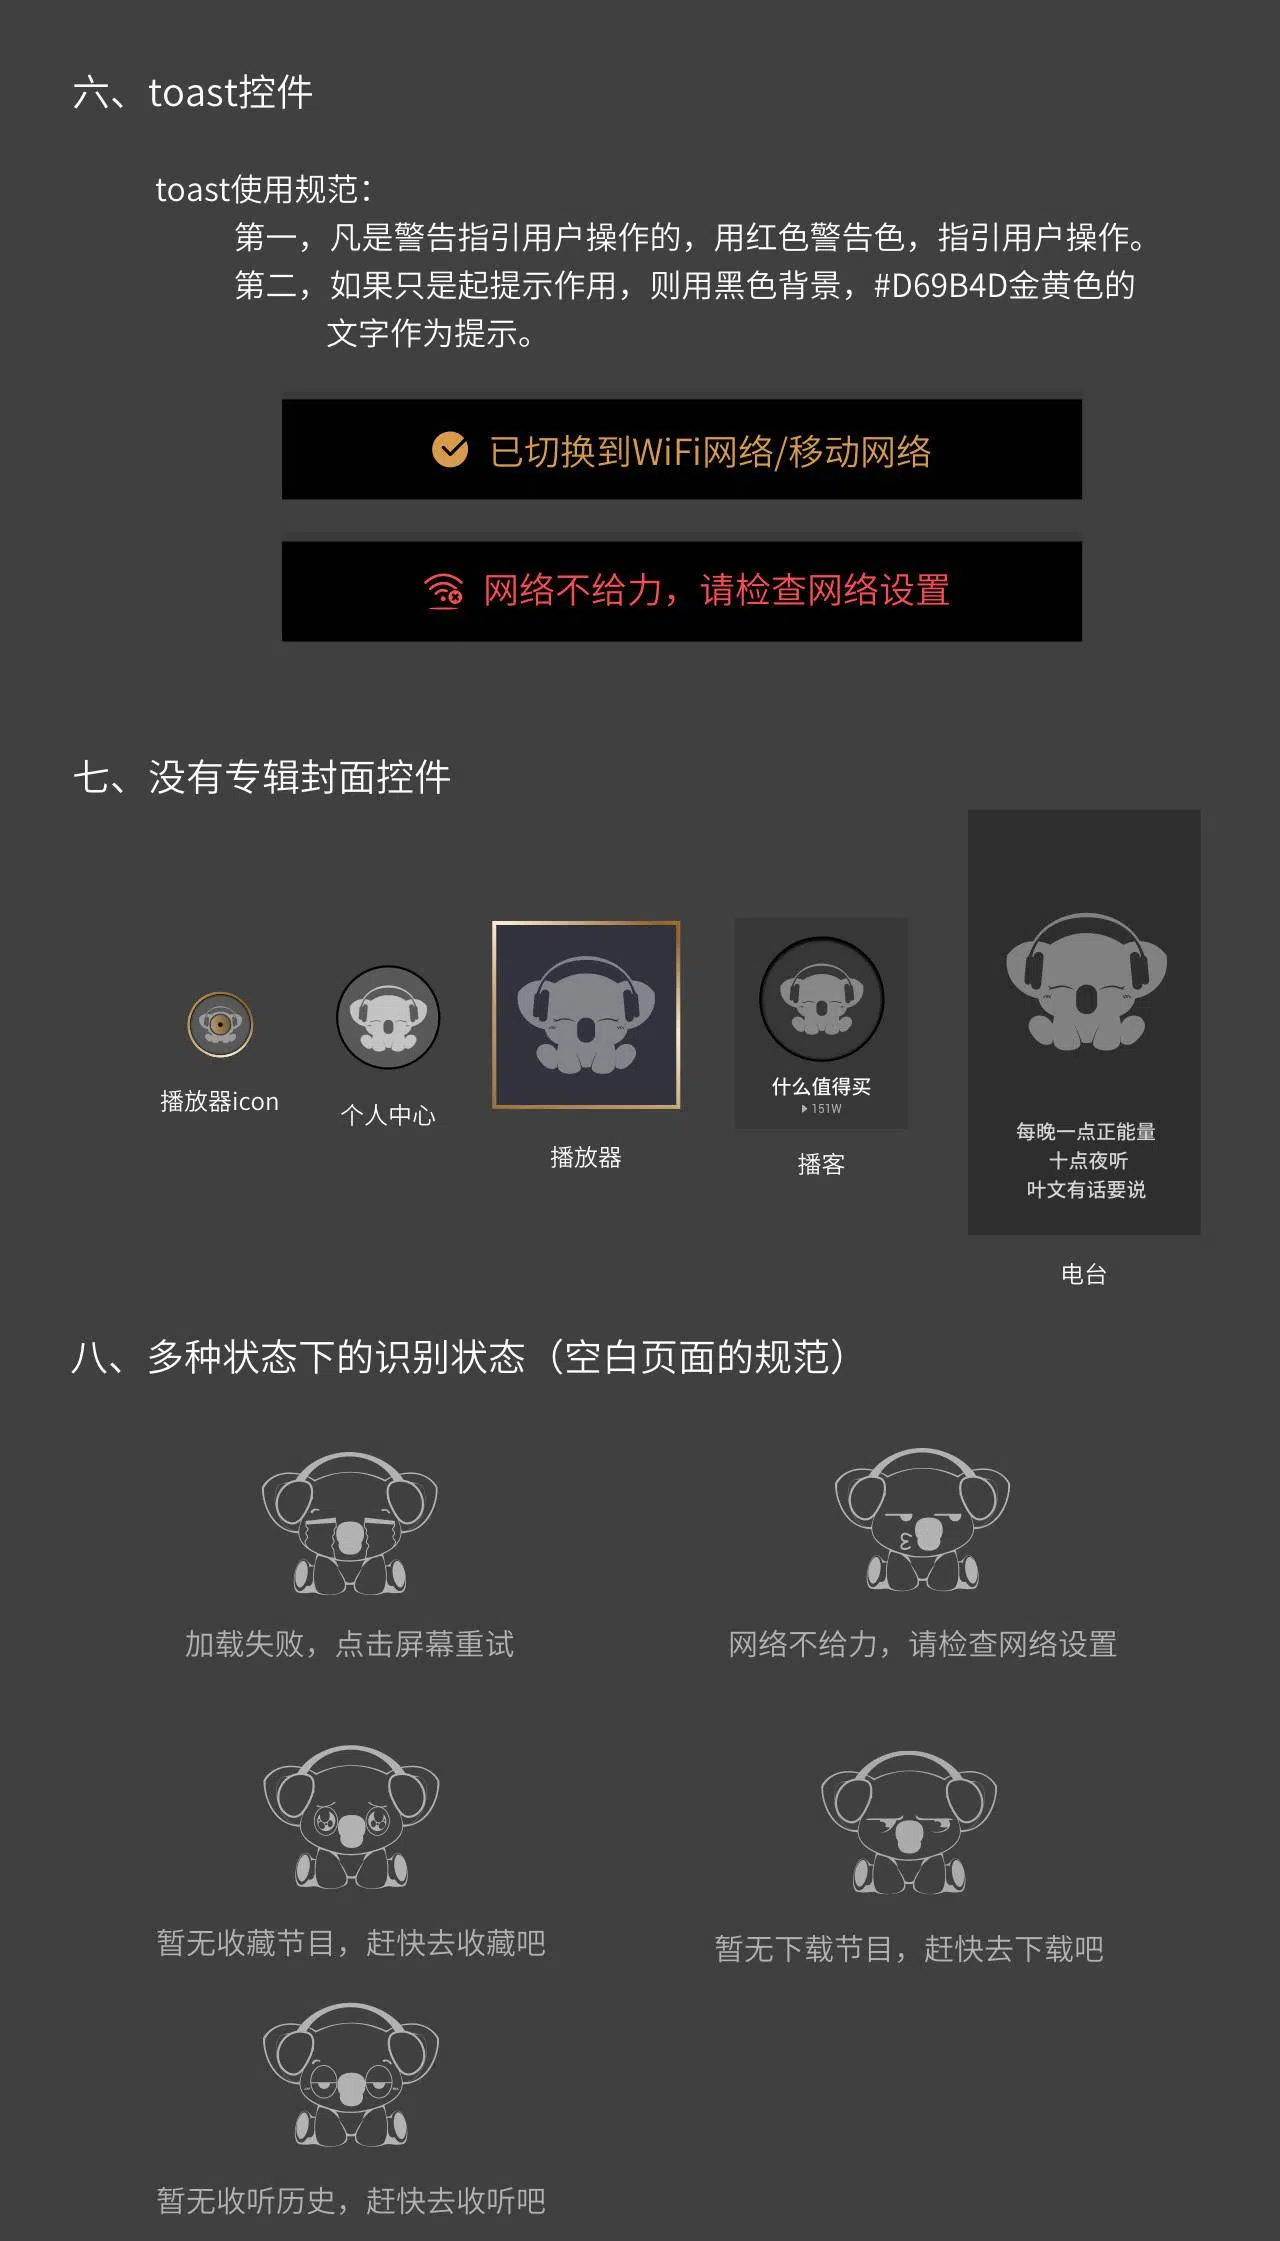 六、toast控件
toast使用规范：
第一，凡是警告指引用户操作的，用红色警告色，指引用户操作。
第二，如果只是起提示作用，则用黑色背景，#D69B4D金黄色的
文字作为提示。
已切换到WiFi网络/移动网络
网络不给力，请检查网络设置
七、没有专辑封面控件
播放器icon
个人中心
播放器
什么值得买
151W
播客
每晚一点正能量
十点夜听
叶文有话要说
电台
八、多种状态下的识别状态（空白页面的规范）
加载失败，点击屏幕重试
网络不给力，请检查网络设置
暂无收藏节目，赶快去收藏吧
暂无下载节目，赶快去下载吧
暂无收听历史，赶快去收听吧